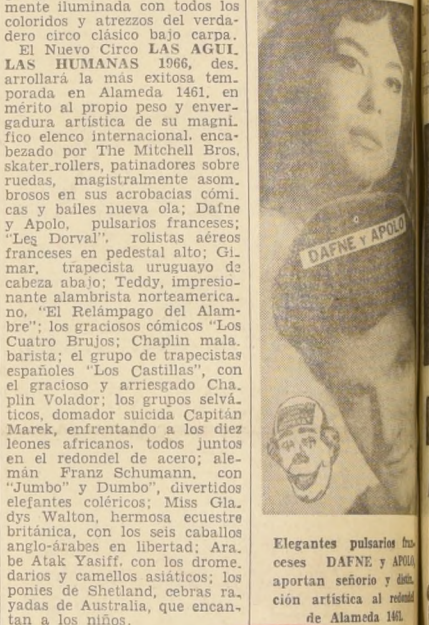 mente iluminada con todos los
coloridos y atrezzos del verda-
dero circo clásico bajo carpa.
El Nuevo Circo LAS AGUI.
LAS HUMANAS 1966, des.
arrollará la más exitosa tem-
porada en Alameda 1461, en
mérito al propio peso y enver-
gadura artística de su magní-
fico elenco internacional, enca-
bezado por The Mitchell Bros.
skater-rollers, patinadores sobre
ruedas, magistralmente asom.
brosos en sus acrobacias cómi-
cas y bailes nueva ola; Dafne
y Apolo, pulsarios franceses;
"Les Dorval", rolistas aéreos
franceses en pedestal alto; Gi-
mar, trapecista uruguayo de
cabeza abajo; Teddy, impresio-
nante alambrista norteamerica-
no, "El Relámpago del Alam-
bre"; los graciosos cómicos "Los
Cuatro Brujos; Chaplin mala.
barista; el grupo de trapecistas
españoles "Los Castillas", con
el gracioso y arriesgado Cha-
plin Volador; los grupos selvá-
ticos, domador suicida Capitán
Marek, enfrentando a los diez
leones africanos. todos juntos
en el redondel de acero; ale-
mán Franz Schumann, con
"Jumbo" y Dumbo", divertidos
elefantes coléricos; Miss Gla-
dys Walton, hermosa ecuestre
británica, con los seis caballos
anglo-árabes en libertad; Ara-
be Atak Yasiff, con los drome-
darios y camellos asiáticos; los
ponies de Shetland, cebras ra-
yadas de Australia, que encan-
tan a los niños.
DAFNE Y APOLO
Elegantes pulsarios fran-
ceses DAFNE y APOLO,
aportan señorío y distin.
ción artística al redondel
de Alameda 1461.